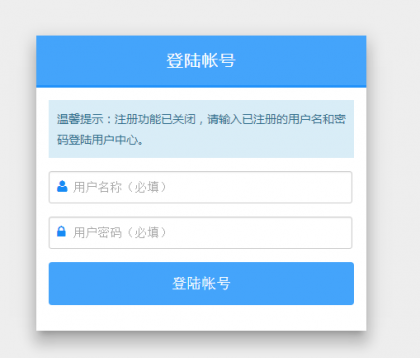 登陆帐号
温馨提示：注册功能已关闭，请输入已注册的用户名和密
码登陆用户中心。
用户名称（必填）
用户密码（必填）
登陆帐号